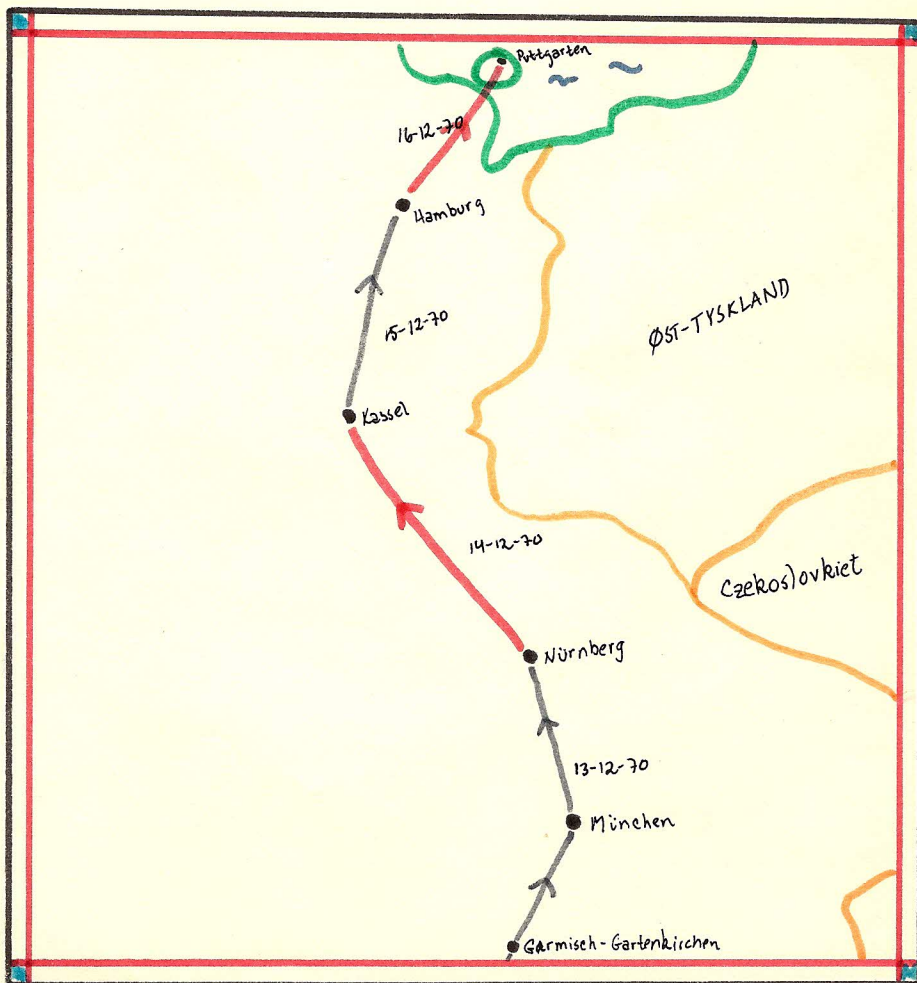 Puttgarten
16-12-70
Hamburg
ØST-TYSKLAND
15-12-70
Kassel
14-12-70
Czekoslovkiet
Nürnberg
13-12-70
München
Garmisch-Gartenkirchen